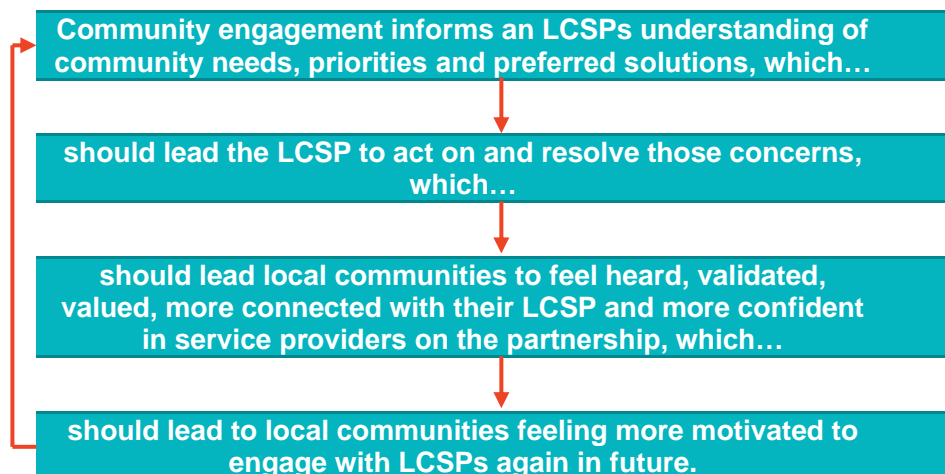 Community engagement informs an LCSPs understanding of
community needs, priorities and preferred solutions, which…
should lead the LCSP to act on and resolve those concerns,
which…
should lead local communities to feel heard, validated,
valued, more connected with their LCSP and more confident
in service providers on the partnership, which…
should lead to local communities feeling more motivated to
engage with LCSPs again in future.